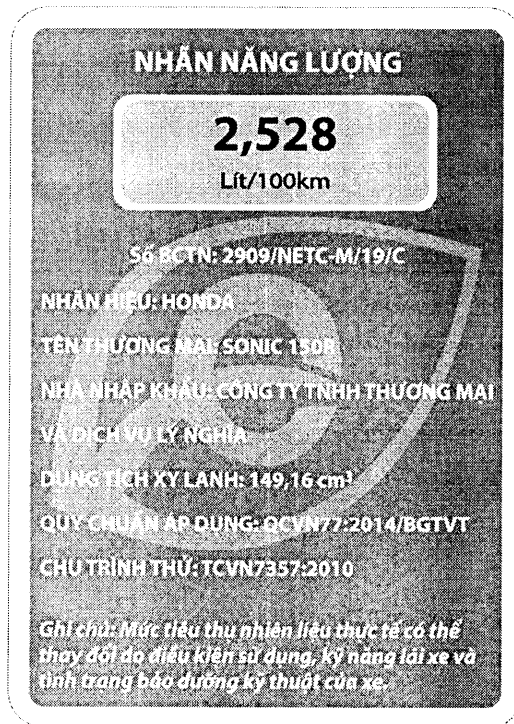 NHÃN NĂNG LƯỢNG
2,528
Lít/100km
Số BCTN: 2909/NETC-M/19/C
NHÃN HIỆU: HONDA
TÊN THƯƠNG MẠI: SONIC 150R
NHÀ NHẬP KHẨU: CÔNG TY TNHH THƯƠNG MẠI
VÀ DỊCH VỤ LÝ NGHĨA
DUNG TÍCH XY LANH: 149,16 cm³
QUY CHUẨN ÁP DỤNG: QCVN77:2014/BGTVT
CHU TRÌNH THỬ: TCVN7357:2010
Ghi chú: Mức tiêu thụ nhiên liệu thực tế có thể
thay đổi do điều kiện sử dụng, kỹ năng lái xe và
tình trạng bảo dưỡng kỹ thuật của xe.